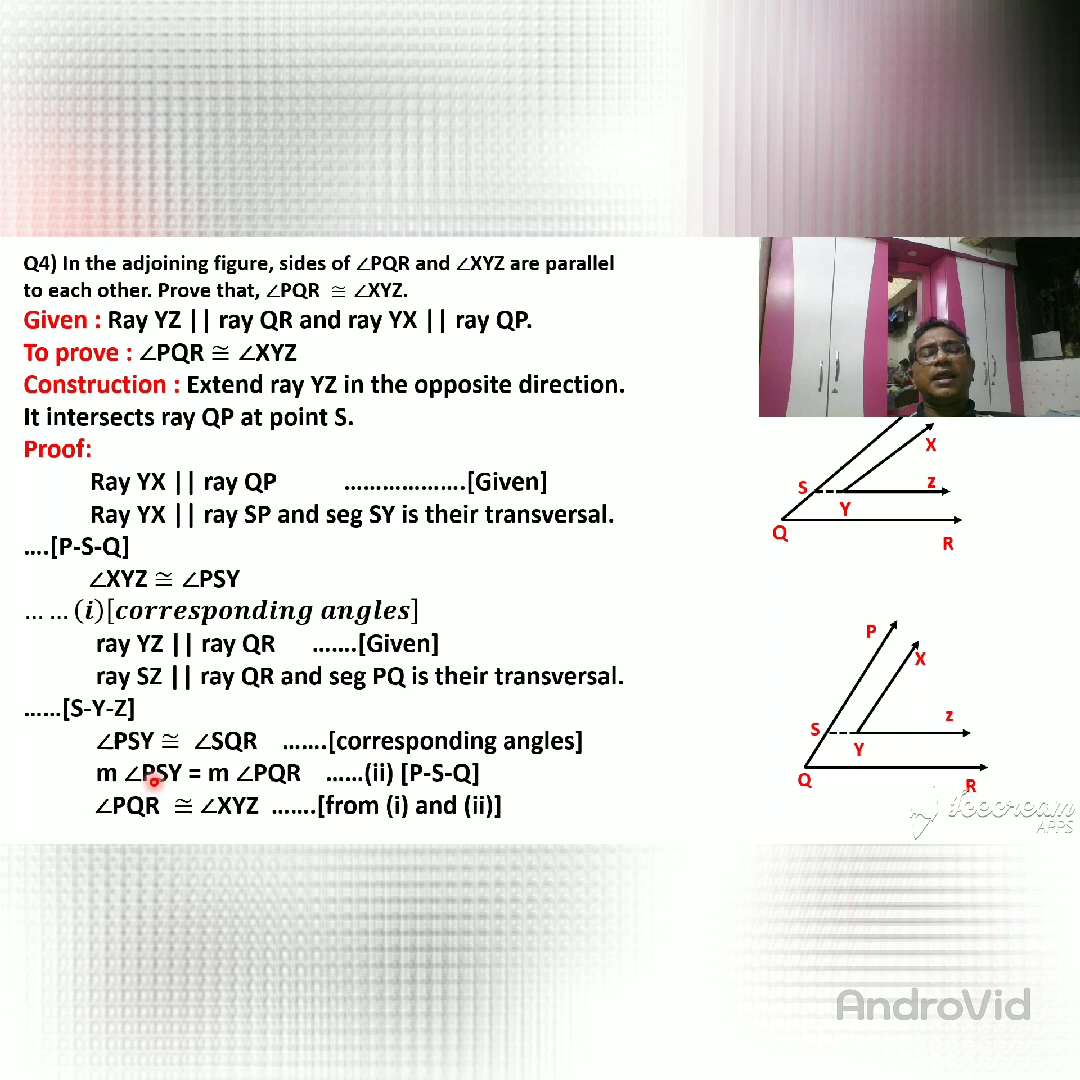 Q4) In the adjoining figure, sides of ∠PQR and ∠XYZ are parallel
to each other. Prove that, ∠PQR ≅ ∠XYZ.
Given : Ray YZ || ray QR and ray YX || ray QP.
To prove : ∠PQR ≅ ∠XYZ
Construction : Extend ray YZ in the opposite direction.
It intersects ray QP at point S.
Proof:
Ray YX || ray QP ...................[Given]
Ray YX || ray SP and seg SY is their transversal.
....[P-S-Q]
∠XYZ ≅ ∠PSY
... ... (i)[corresponding angles]
ray YZ || ray QR .......[Given]
ray SZ || ray QR and seg PQ is their transversal.
......[S-Y-Z]
∠PSY ≅ ∠SQR .......[corresponding angles]
m ∠PSY = m ∠PQR ......(ii) [P-S-Q]
∠PQR ≅ ∠XYZ .......[from (i) and (ii)]
X
S
z
Y
Q
R
P
X
S
z
Y
Q
R
Icecream
APPS
AndroVid